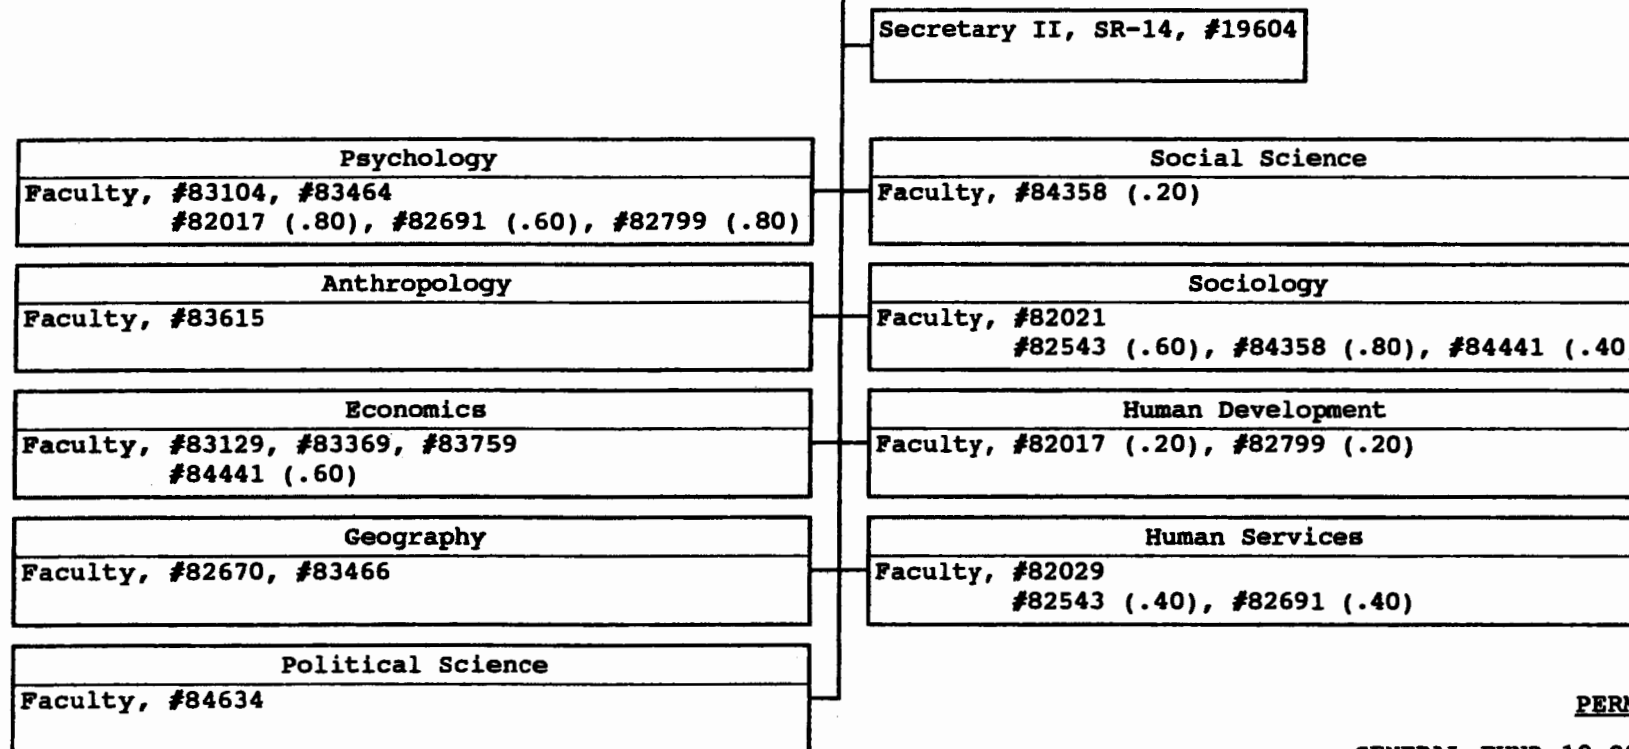 Secretary II, SR-14, #19604
Psychology
Faculty, #83104, #83464
#82017 (.80), #82691 (.60), #82799 (.80)
Social Science
Faculty, #84358 (.20)
Anthropology
Faculty, #83615
Sociology
Faculty, #82021
#82543 (.60), #84358 (.80), #84441 (.40
Economics
Faculty, #83129, #83369, #83759
#84441 (.60)
Human Development
Faculty, #82017 (.20), #82799 (.20)
Geography
Faculty, #82670, #83466
Human Services
Faculty, #82029
#82543 (.40), #82691 (.40)
Political Science
Faculty, #84634